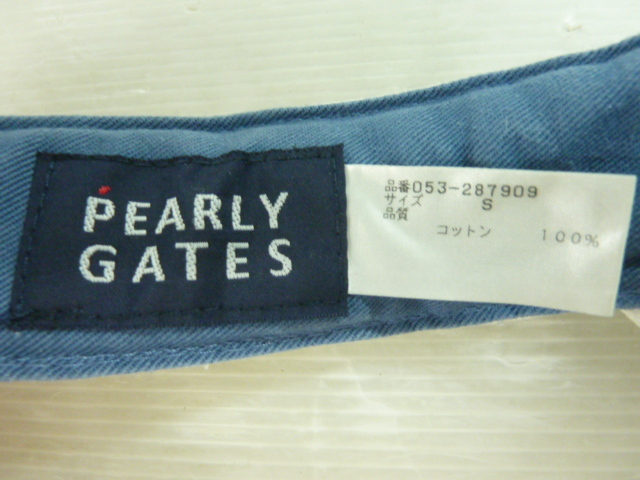 PEARLY
GATES
品番053-287909
サイズ S
品質
コットン 100%